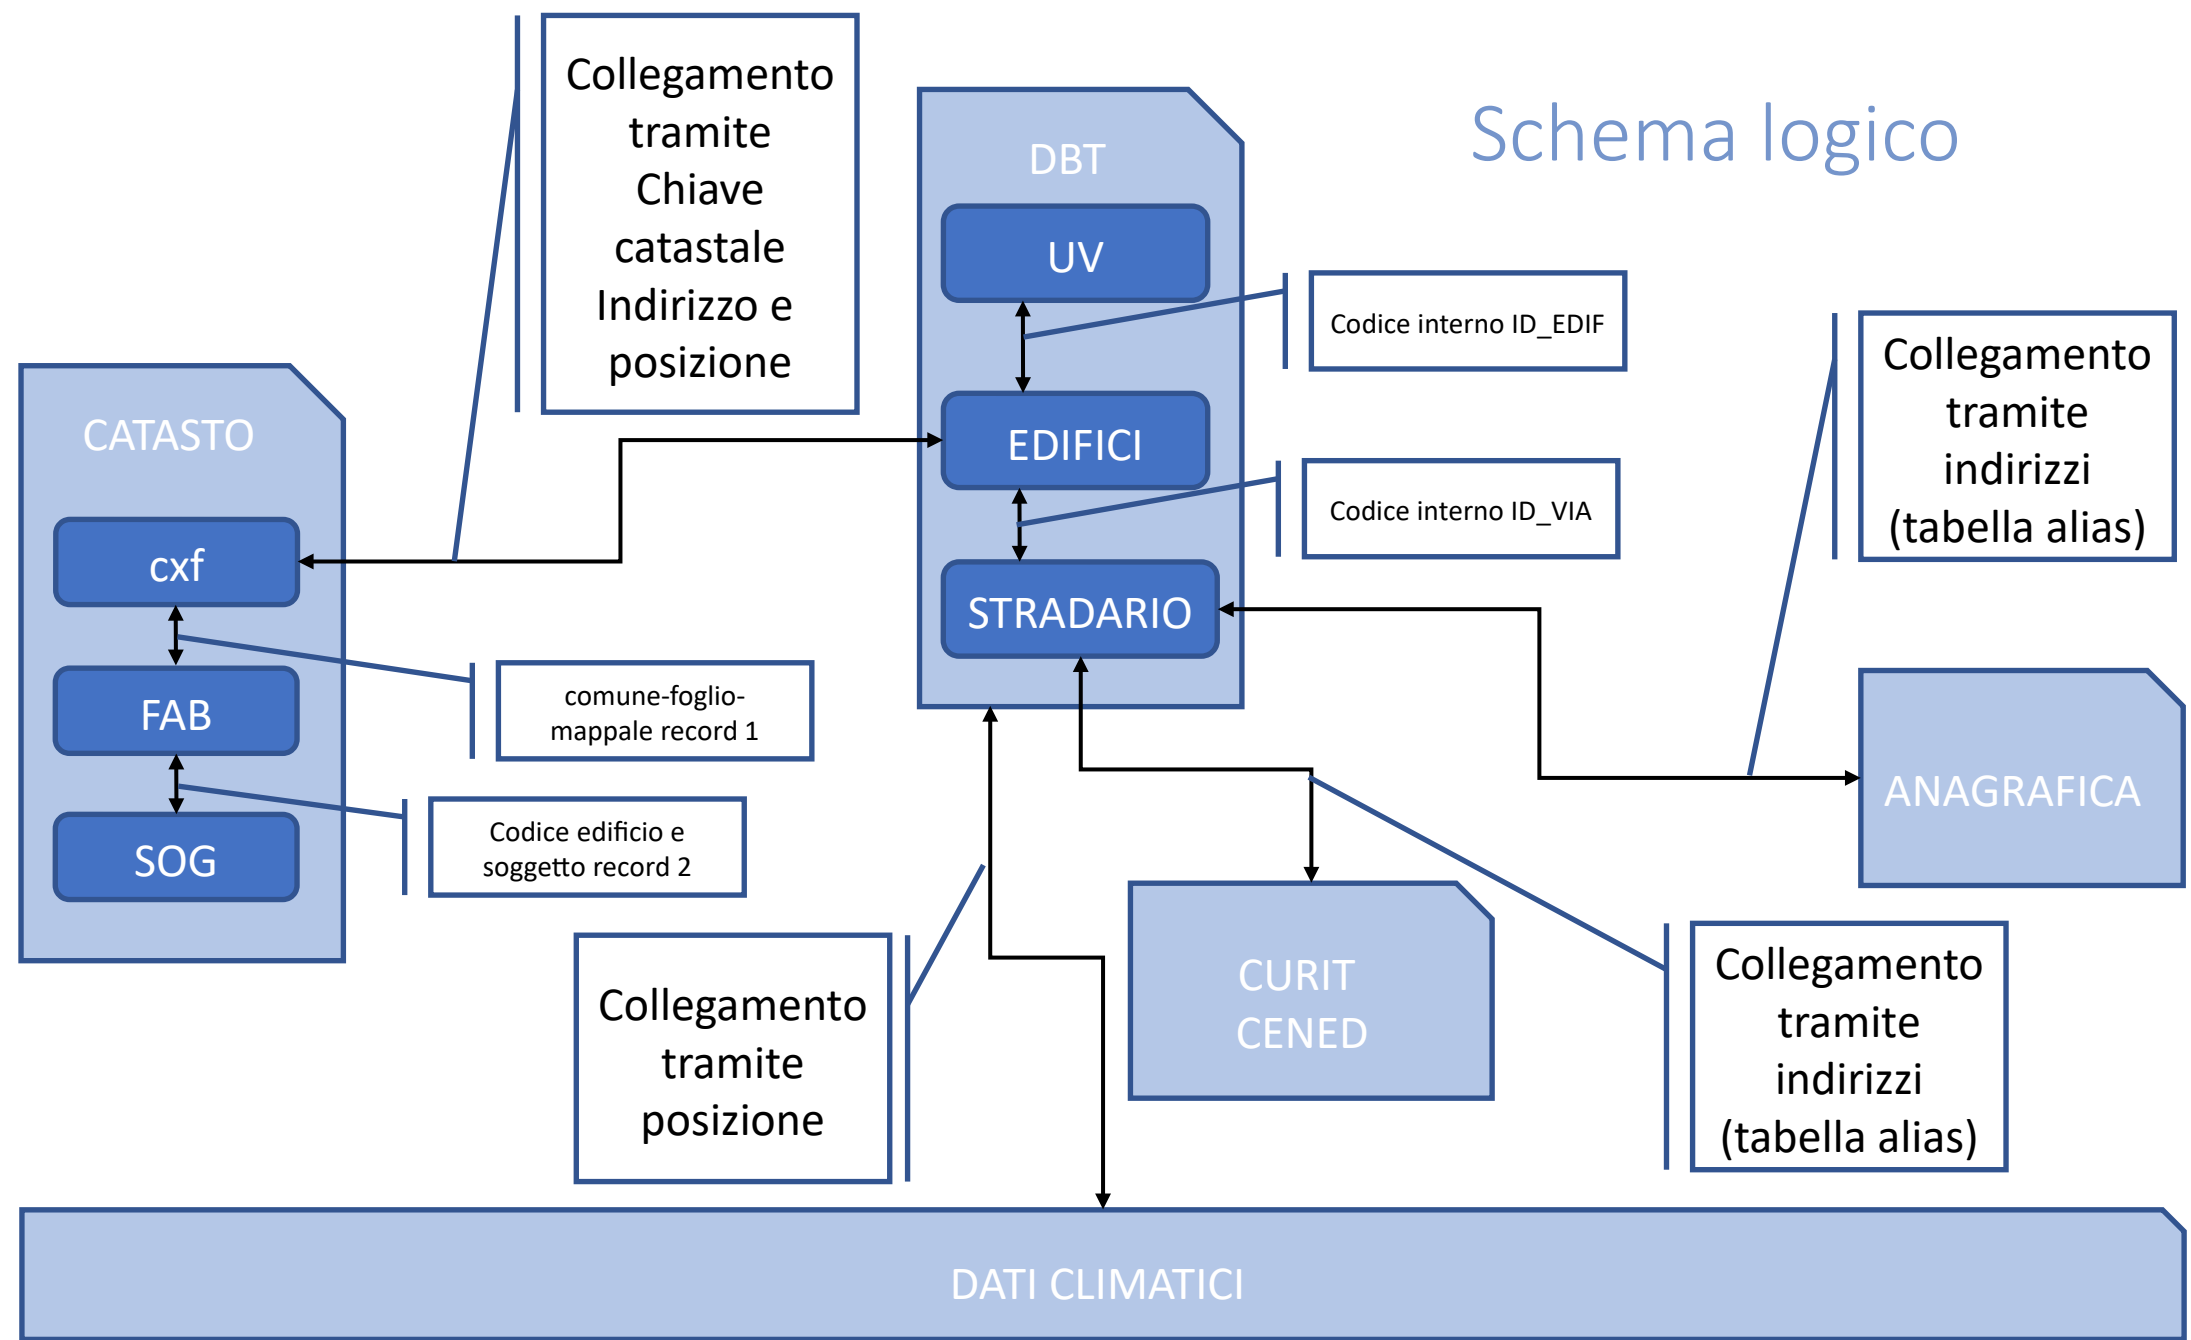 Schema logico
Collegamento
tramite
Chiave
catastale
Indirizzo e
posizione
DBT
UV
Codice interno ID_EDIF
EDIFICI
Codice interno ID_VIA
STRADARIO
Collegamento
tramite
indirizzi
(tabella alias)
CATASTO
cxf
comune-foglio-
mappale record 1
FAB
Codice edificio e
soggetto record 2
SOG
ANAGRAFICA
Collegamento
tramite
posizione
CURIT
CENED
Collegamento
tramite
indirizzi
(tabella alias)
DATI CLIMATICI